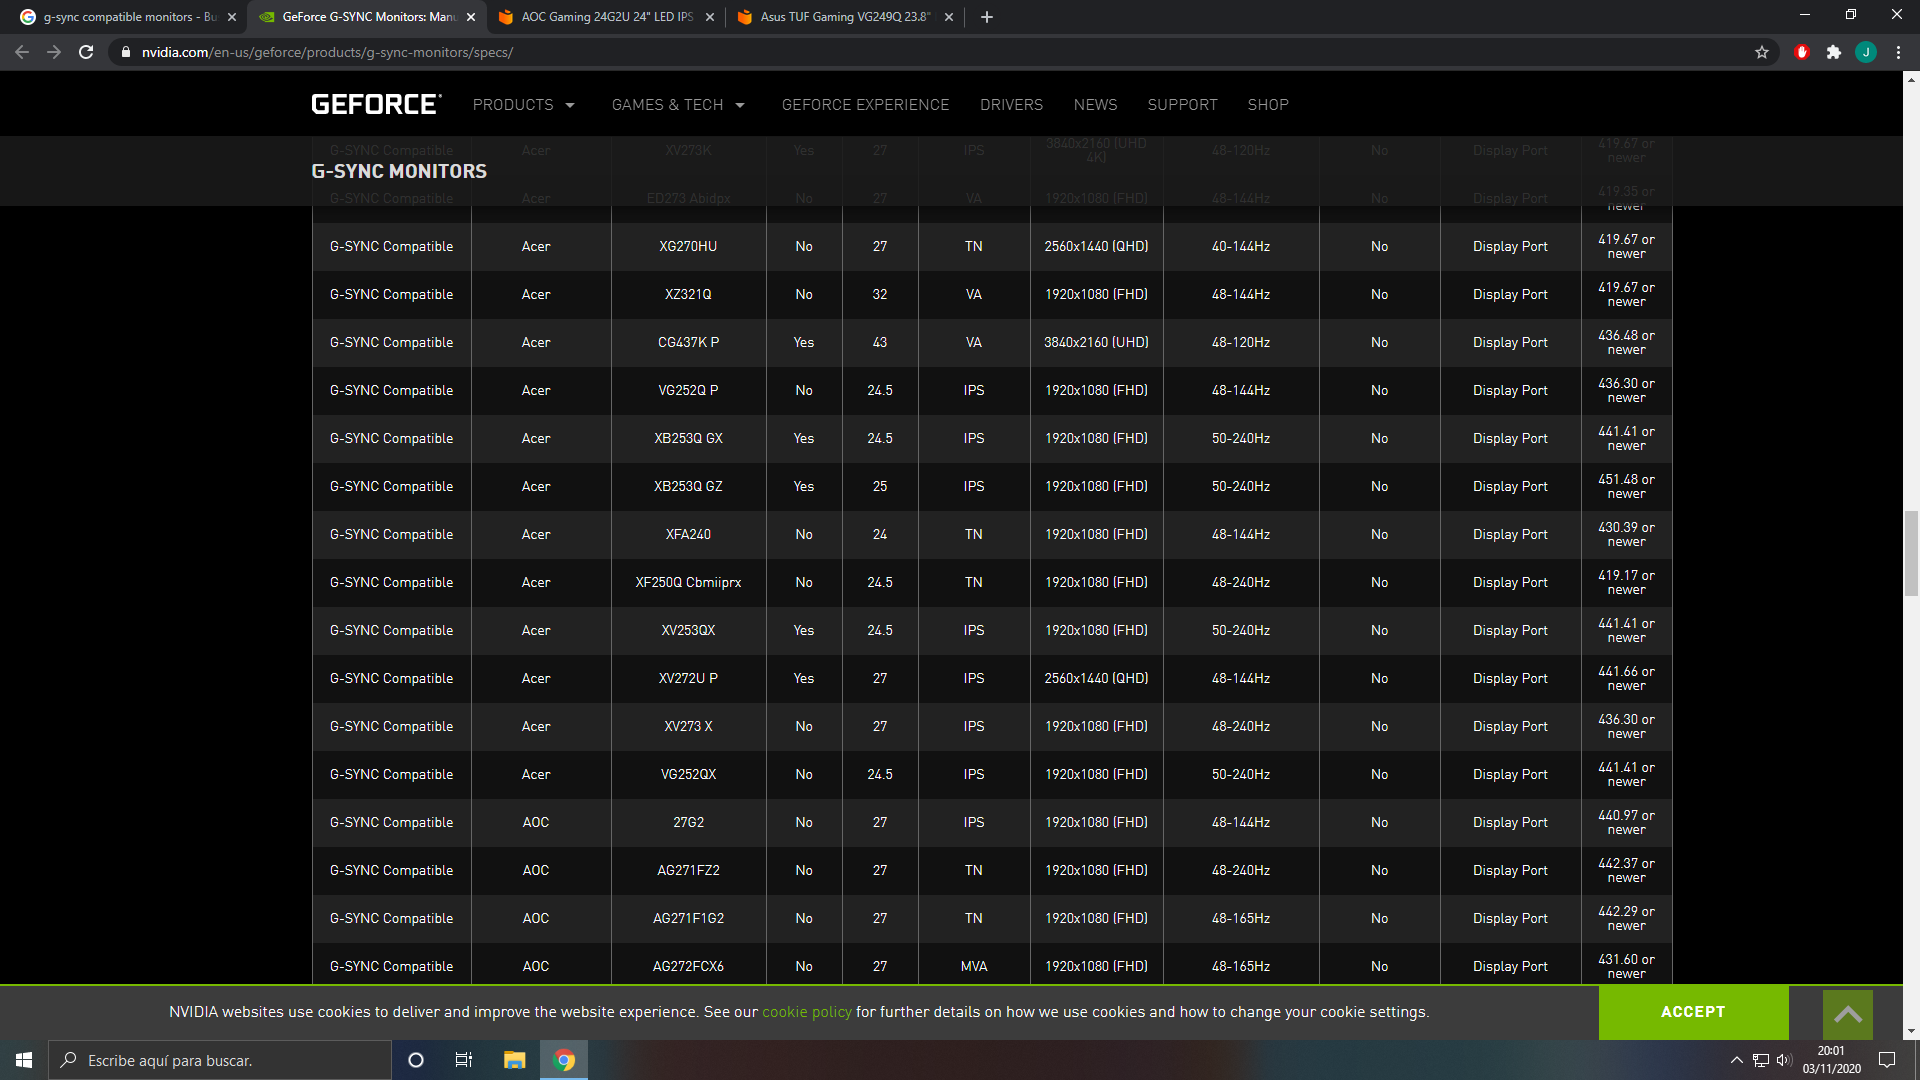 g-sync compatible monitors - Bu
GeForce G-SYNC Monitors: Manu
AOC Gaming 24G2U 24" LED IPS
Asus TUF Gaming VG249Q 23.8"
nvidia.com/en-us/geforce/products/g-sync-monitors/specs/
J
GEFORCE PRODUCTS GAMES & TECH GEFORCE EXPERIENCE DRIVERS NEWS SUPPORT SHOP
G-SYNC Compatible Acer XV273K Yes 27 IPS 3840x2160 (UHD 4K) 48-120Hz No Display Port 419.67 or newer
G-SYNC MONITORS
G-SYNC Compatible Acer ED273 Abidpx No 27 VA 1920x1080 (FHD) 48-144Hz No Display Port 419.35 or newer
G-SYNC Compatible Acer XG270HU No 27 TN 2560x1440 (QHD) 40-144Hz No Display Port 419.67 or newer
G-SYNC Compatible Acer XZ321Q No 32 VA 1920x1080 (FHD) 48-144Hz No Display Port 419.67 or newer
G-SYNC Compatible Acer CG437K P Yes 43 VA 3840x2160 (UHD) 48-120Hz No Display Port 436.48 or newer
G-SYNC Compatible Acer VG252Q P No 24.5 IPS 1920x1080 (FHD) 48-144Hz No Display Port 436.30 or newer
G-SYNC Compatible Acer XB253Q GX Yes 24.5 IPS 1920x1080 (FHD) 50-240Hz No Display Port 441.41 or newer
G-SYNC Compatible Acer XB253Q GZ Yes 25 IPS 1920x1080 (FHD) 50-240Hz No Display Port 451.48 or newer
G-SYNC Compatible Acer XFA240 No 24 TN 1920x1080 (FHD) 48-144Hz No Display Port 430.39 or newer
G-SYNC Compatible Acer XF250Q Cbmiiprx No 24.5 TN 1920x1080 (FHD) 48-240Hz No Display Port 419.17 or newer
G-SYNC Compatible Acer XV253QX Yes 24.5 IPS 1920x1080 (FHD) 50-240Hz No Display Port 441.41 or newer
G-SYNC Compatible Acer XV272U P Yes 27 IPS 2560x1440 (QHD) 48-144Hz No Display Port 441.66 or newer
G-SYNC Compatible Acer XV273 X No 27 IPS 1920x1080 (FHD) 48-240Hz No Display Port 436.30 or newer
G-SYNC Compatible Acer VG252QX No 24.5 IPS 1920x1080 (FHD) 50-240Hz No Display Port 441.41 or newer
G-SYNC Compatible AOC 27G2 No 27 IPS 1920x1080 (FHD) 48-144Hz No Display Port 440.97 or newer
G-SYNC Compatible AOC AG271FZ2 No 27 TN 1920x1080 (FHD) 48-240Hz No Display Port 442.37 or newer
G-SYNC Compatible AOC AG271F1G2 No 27 TN 1920x1080 (FHD) 48-165Hz No Display Port 442.29 or newer
G-SYNC Compatible AOC AG272FCX6 No 27 MVA 1920x1080 (FHD) 48-165Hz No Display Port 431.60 or newer
NVIDIA websites use cookies to deliver and improve the website experience. See our cookie policy for further details on how we use cookies and how to change your cookie settings.
ACCEPT
Escribe aquí para buscar.
20:01
03/11/2020